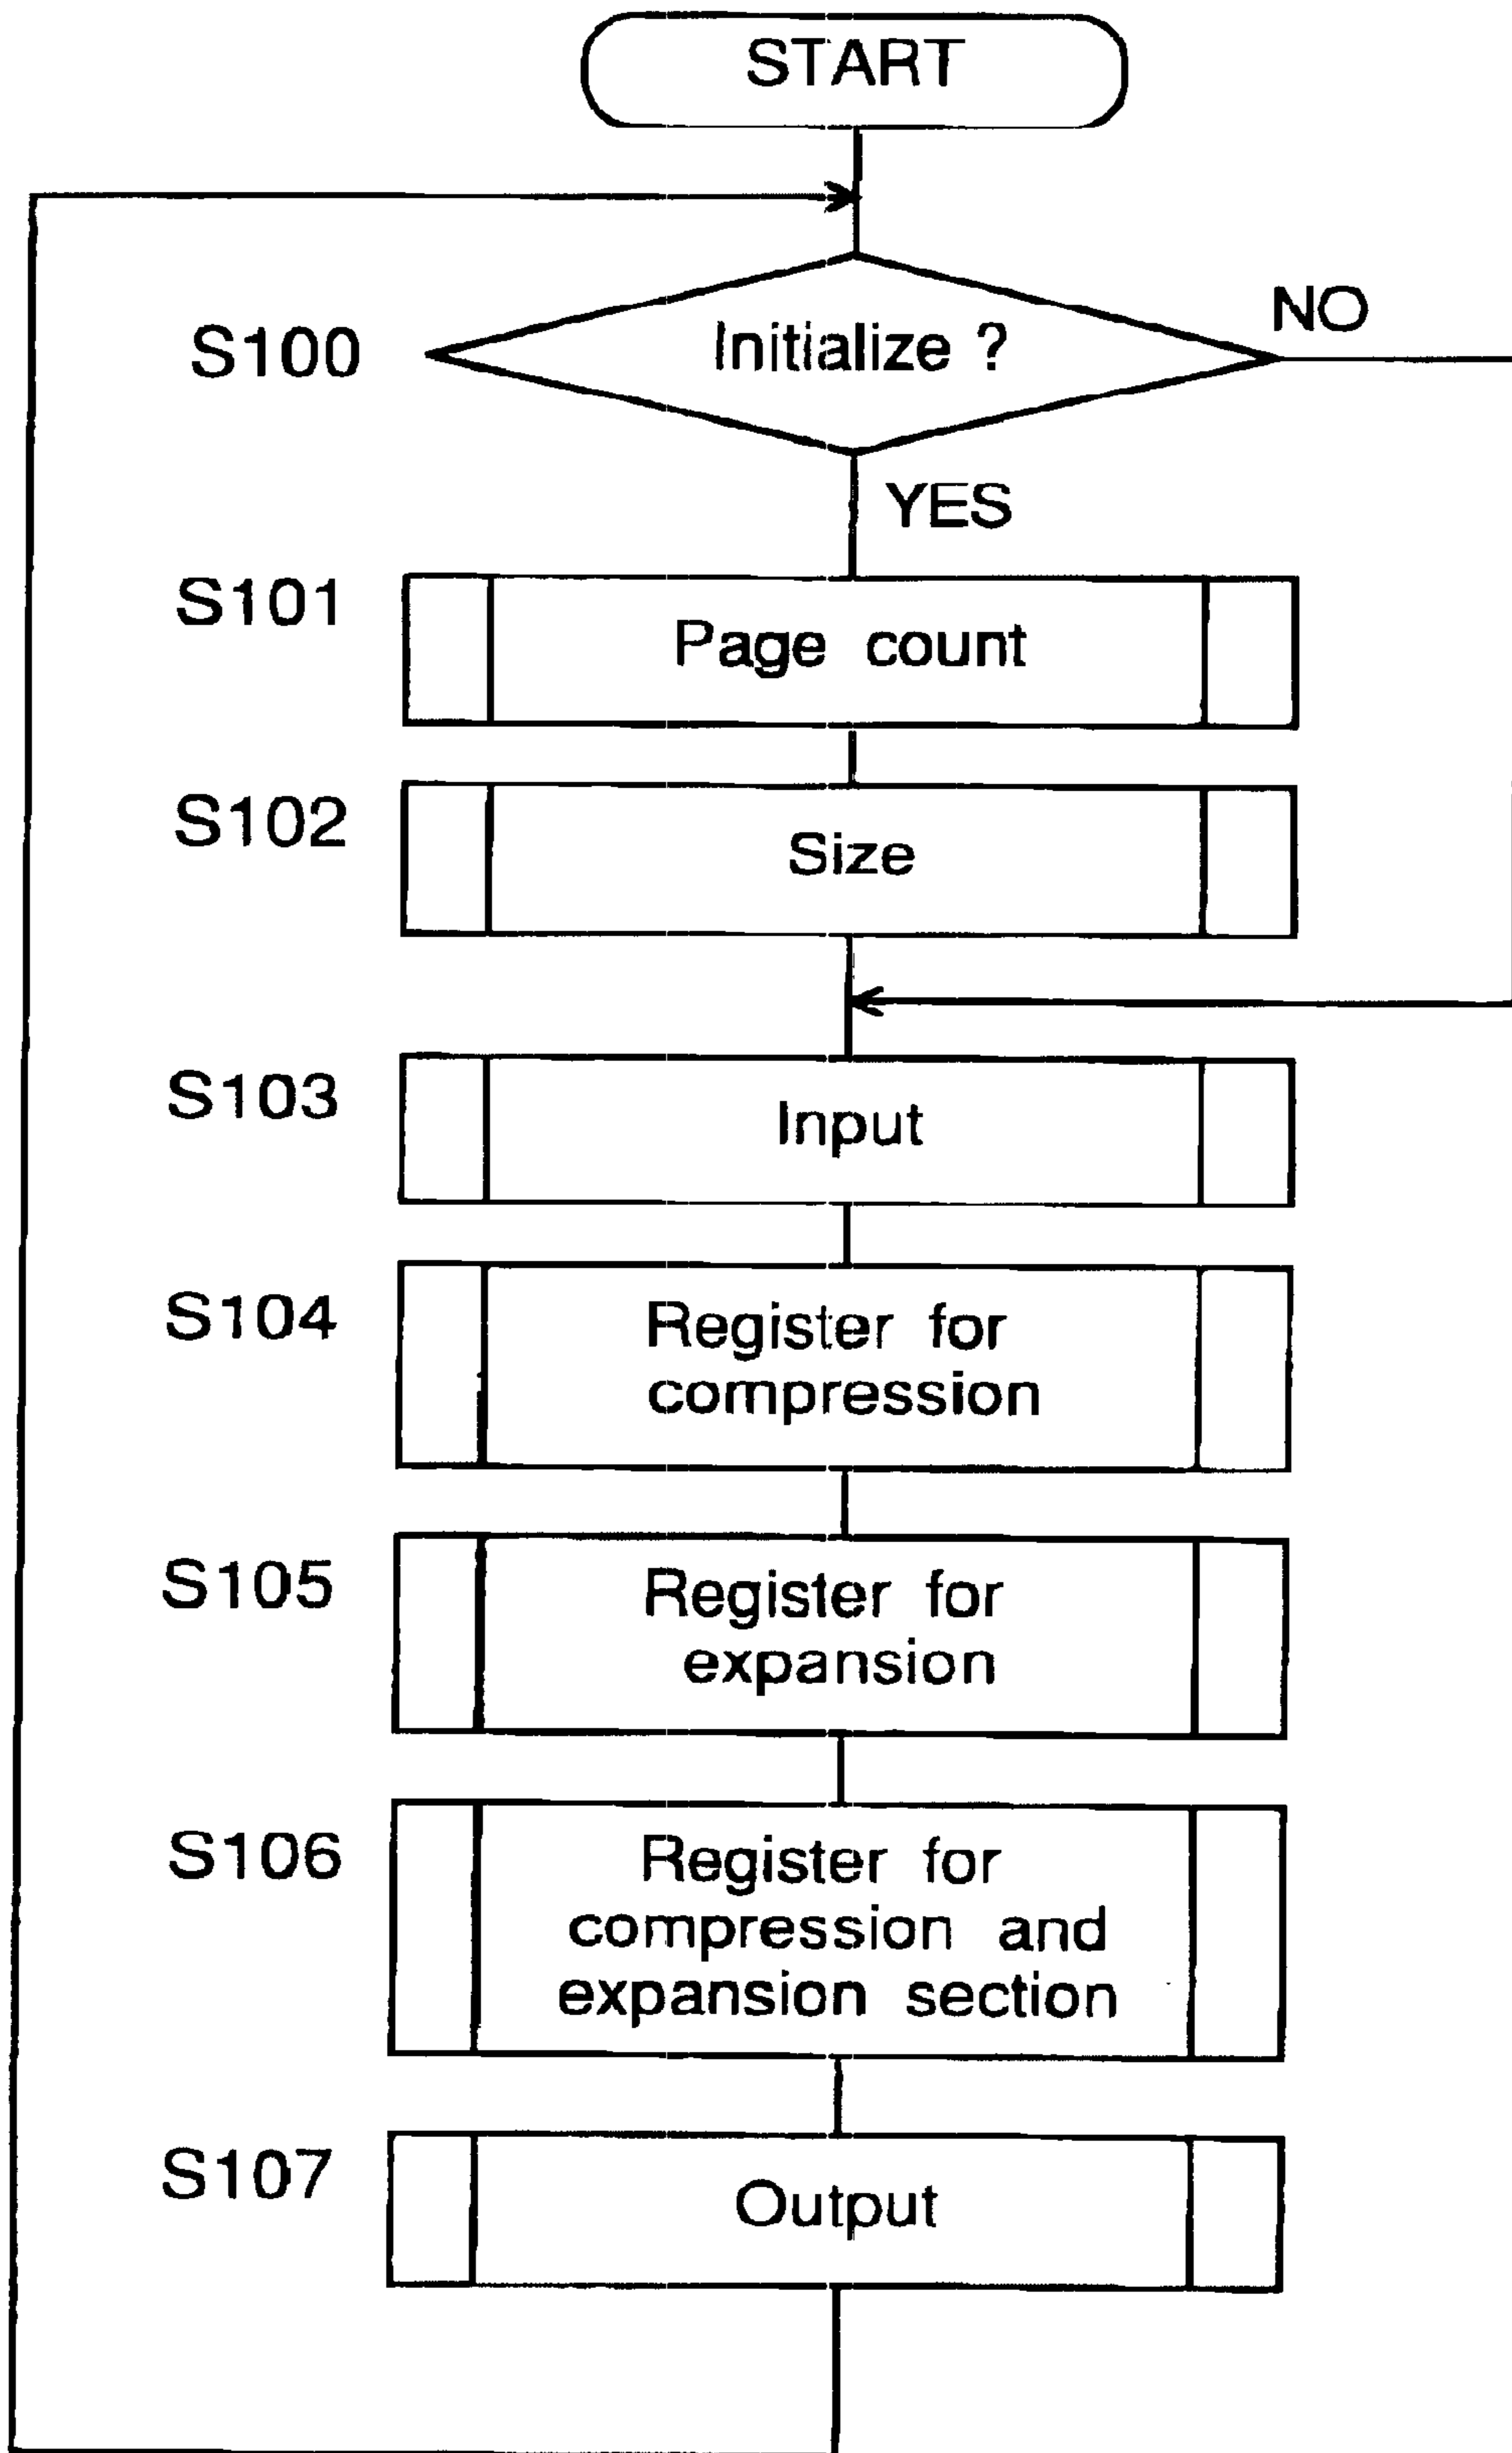 START
S100
Initialize ?
NO
YES
S101
Page count
S102
Size
S103
Input
S104
Register for
compression
S105
Register for
expansion
S106
Register for
compression and
expansion section
S107
Output